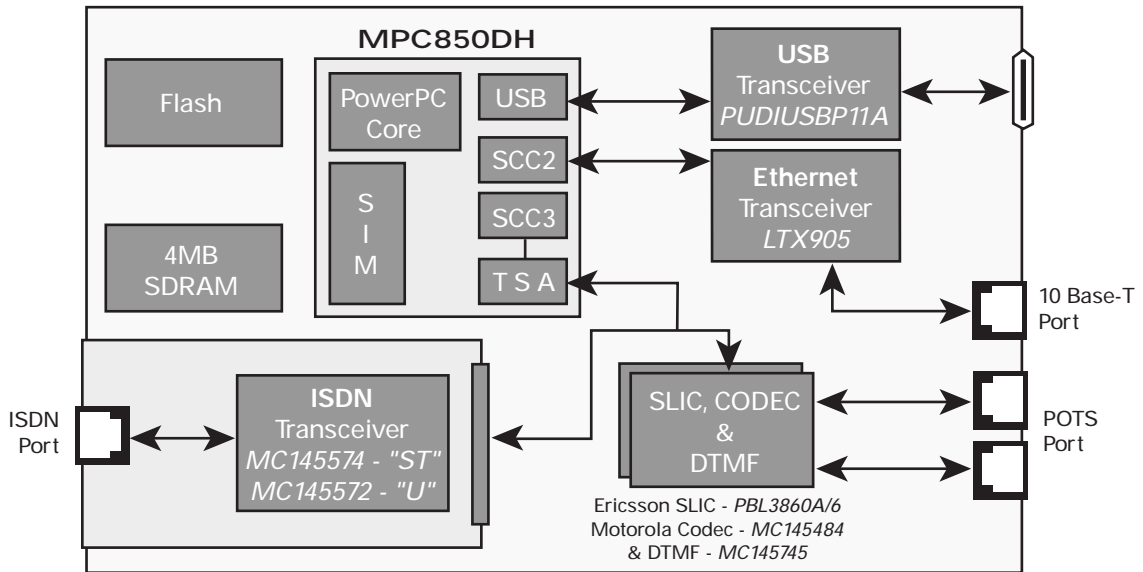 MPC850DH
Flash
4MB
SDRAM
PowerPC
Core
S
I
M
USB
SCC2
SCC3
T S A
USB
Transceiver
PUDIUSBP11A
Ethernet
Transceiver
LTX905
10 Base-T
Port
ISDN
Port
ISDN
Transceiver
MC145574 - "ST"
MC145572 - "U"
SLIC, CODEC
&
DTMF
POTS
Port
Ericsson SLIC - PBL3860A/6
Motorola Codec - MC145484
& DTMF - MC145745